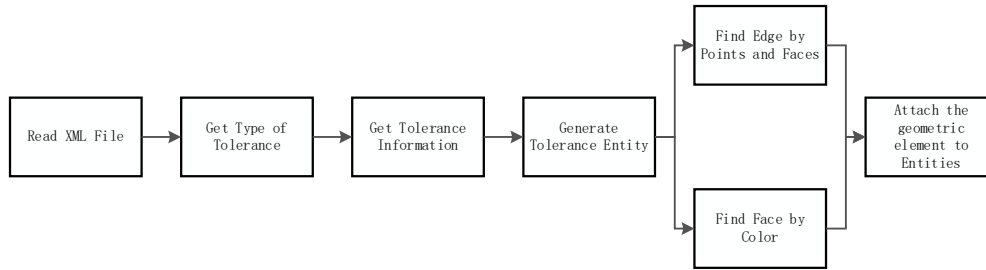 Read XML File
Get Type of
Tolerance
Get Tolerance
Information
Generate
Tolerance Entity
Find Edge by
Points and Faces
Find Face by
Color
Attach the
geometric
element to
Entities